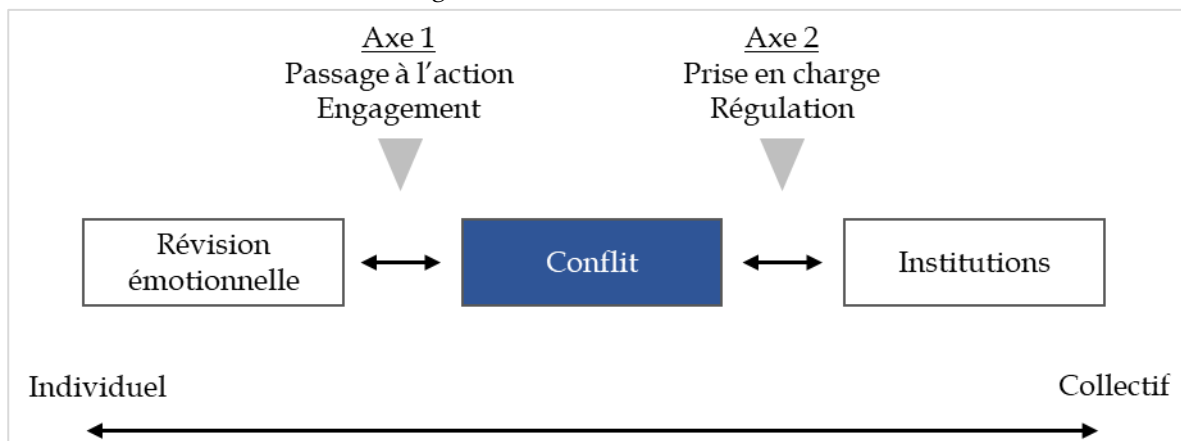 Axe 1
Passage à l'action
Engagement
Axe 2
Prise en charge
Régulation
Révision
émotionnelle
Conflit
Institutions
Individuel
Collectif